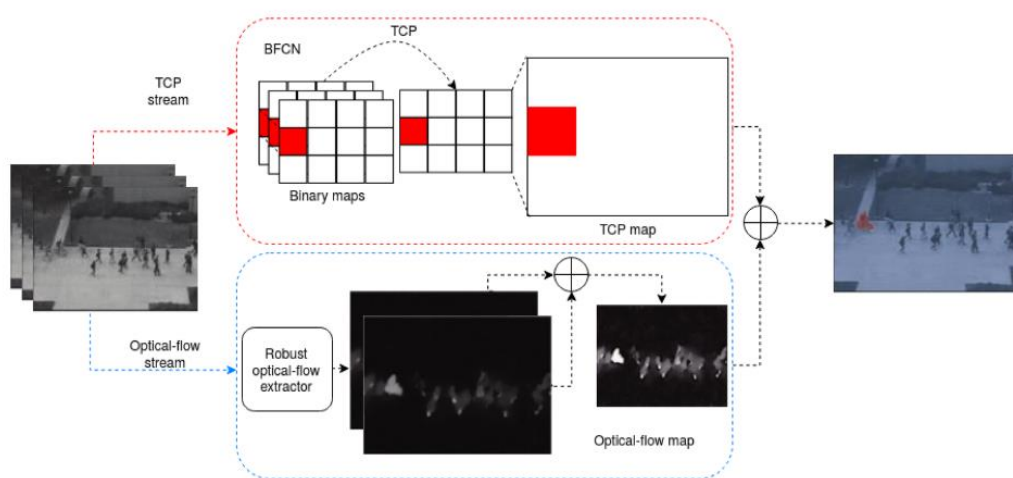 BFCN
TCP
TCP
stream
Binary maps
TCP map
Optical-flow
stream
Robust
optical-flow
extractor
Optical-flow map